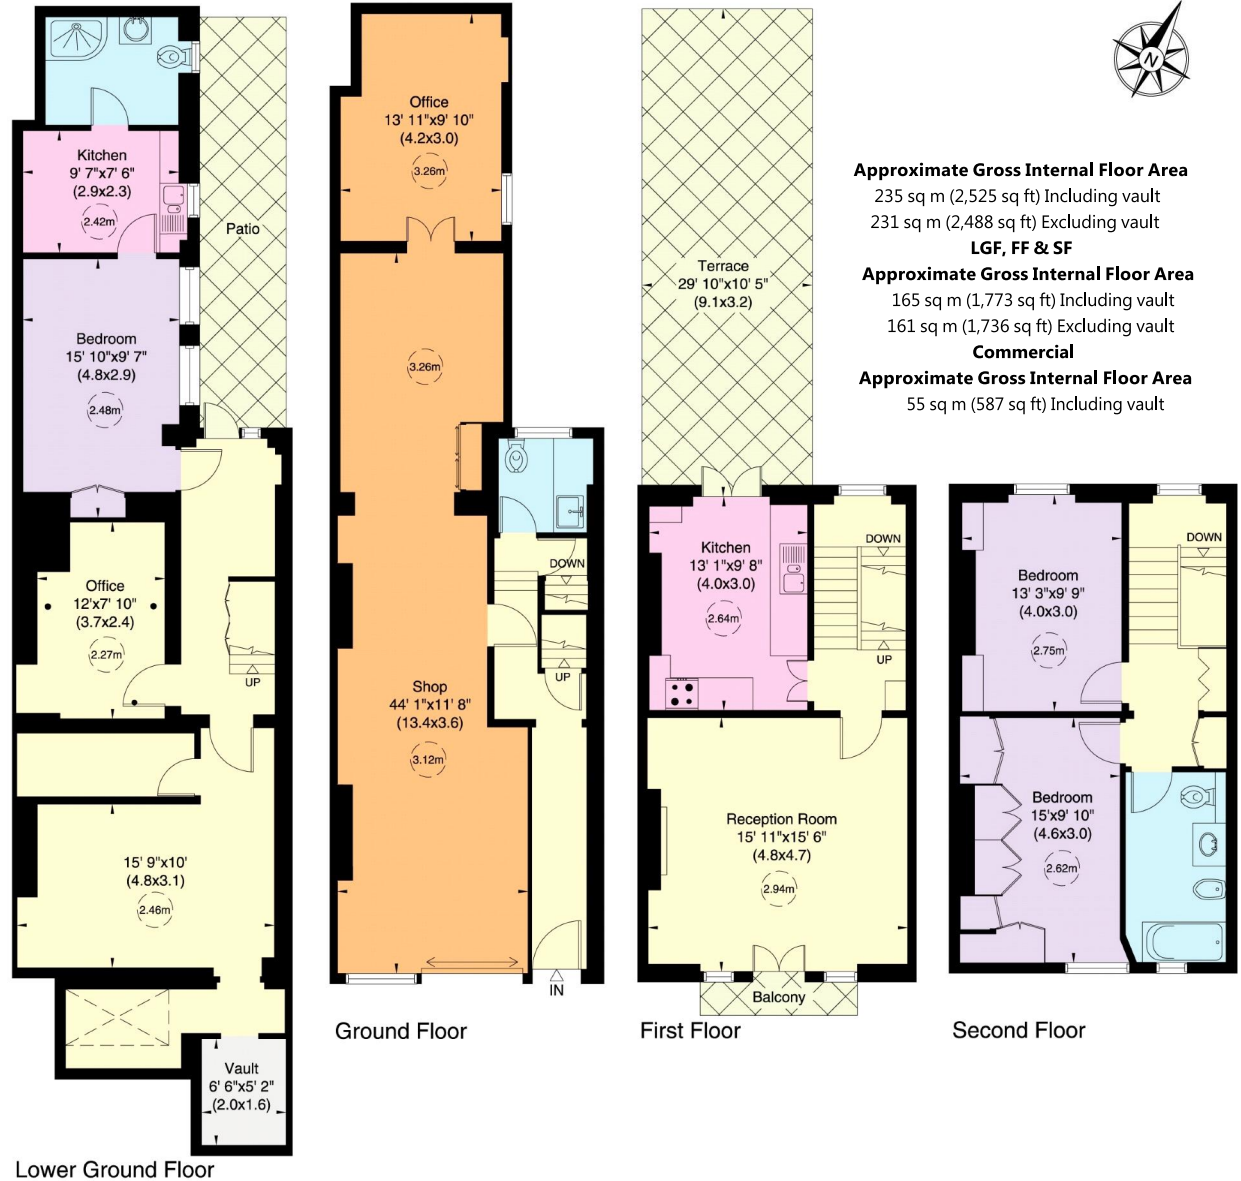 N
Approximate Gross Internal Floor Area
235 sq m (2,525 sq ft) Including vault
231 sq m (2,488 sq ft) Excluding vault
LGF, FF & SF
Approximate Gross Internal Floor Area
165 sq m (1,773 sq ft) Including vault
161 sq m (1,736 sq ft) Excluding vault
Commercial
Approximate Gross Internal Floor Area
55 sq m (587 sq ft) Including vault
Kitchen
9' 7"x7' 6"
(2.9x2.3)
2.42m
Patio
Bedroom
15' 10"x9' 7"
(4.8x2.9)
2.48m
Office
12'x7' 10"
(3.7x2.4)
2.27m
UP
15' 9"x10'
(4.8x3.1)
2.46m
Vault
6' 6"x5' 2"
(2.0x1.6)
Lower Ground Floor
Office
13' 11"x9' 10"
(4.2x3.0)
3.26m
3.26m
DOWN
UP
Shop
44' 1"x11' 8"
(13.4x3.6)
3.12m
IN
Ground Floor
Terrace
29' 10"x10' 5"
(9.1x3.2)
Kitchen
13' 1"x9' 8"
(4.0x3.0)
2.64m
DOWN
UP
Reception Room
15' 11"x15' 6"
(4.8x4.7)
2.94m
Balcony
First Floor
Bedroom
13' 3"x9' 9"
(4.0x3.0)
2.75m
DOWN
Bedroom
15'x9' 10"
(4.6x3.0)
2.62m
Second Floor